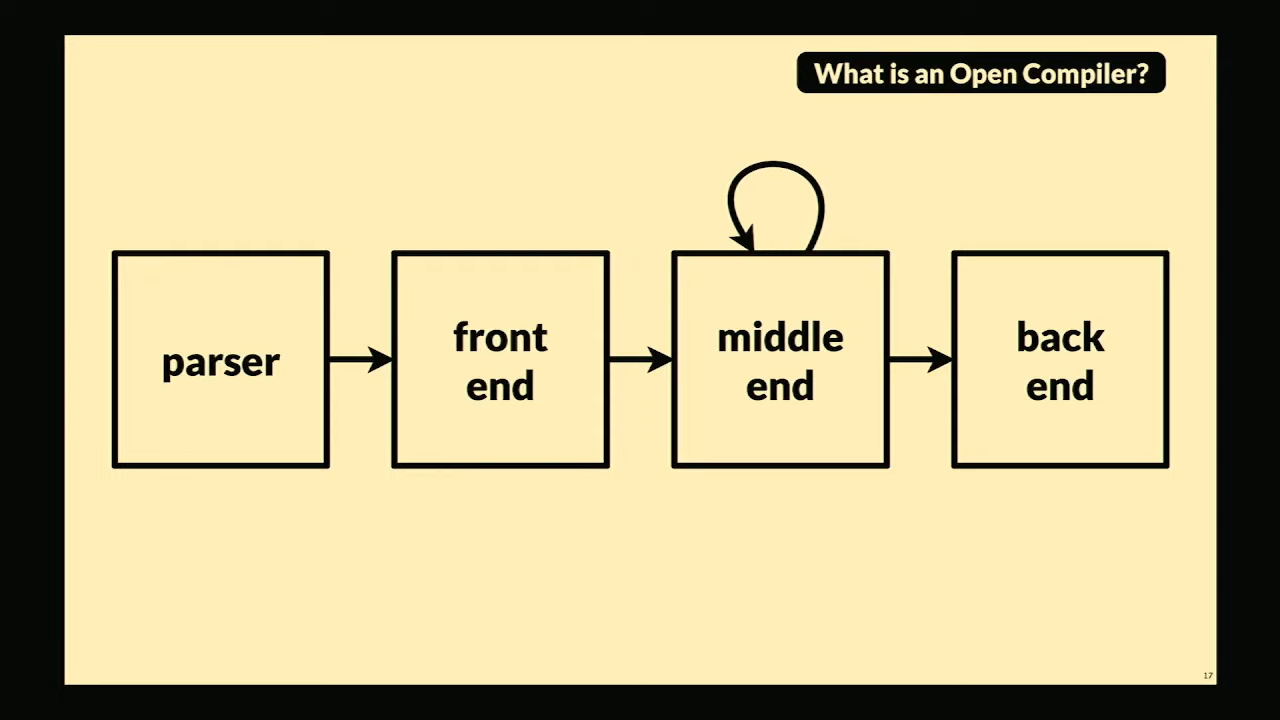 What is an Open Compiler?
parser
front
end
middle
end
back
end
17